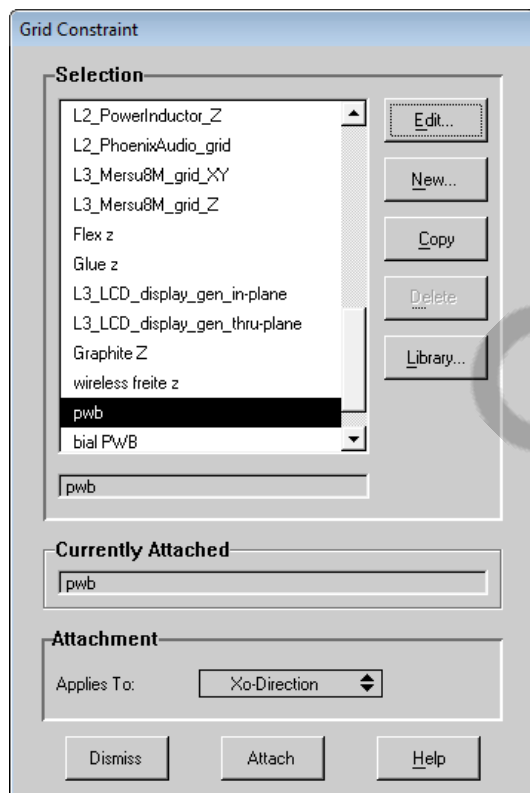 Grid Constraint
Selection
L2_PowerInductor_Z
L2_PhoenixAudio_grid
L3_Mersu8M_grid_XY
L3_Mersu8M_grid_Z
Flex z
Glue z
L3_LCD_display_gen_in-plane
L3_LCD_display_gen_thru-plane
Graphite Z
wireless freite z
pwb
bial PWB
pwb
Edit...
New...
Copy
Delete
Library...
Currently Attached
pwb
Attachment
Applies To: Xo-Direction
Dismiss Attach Help